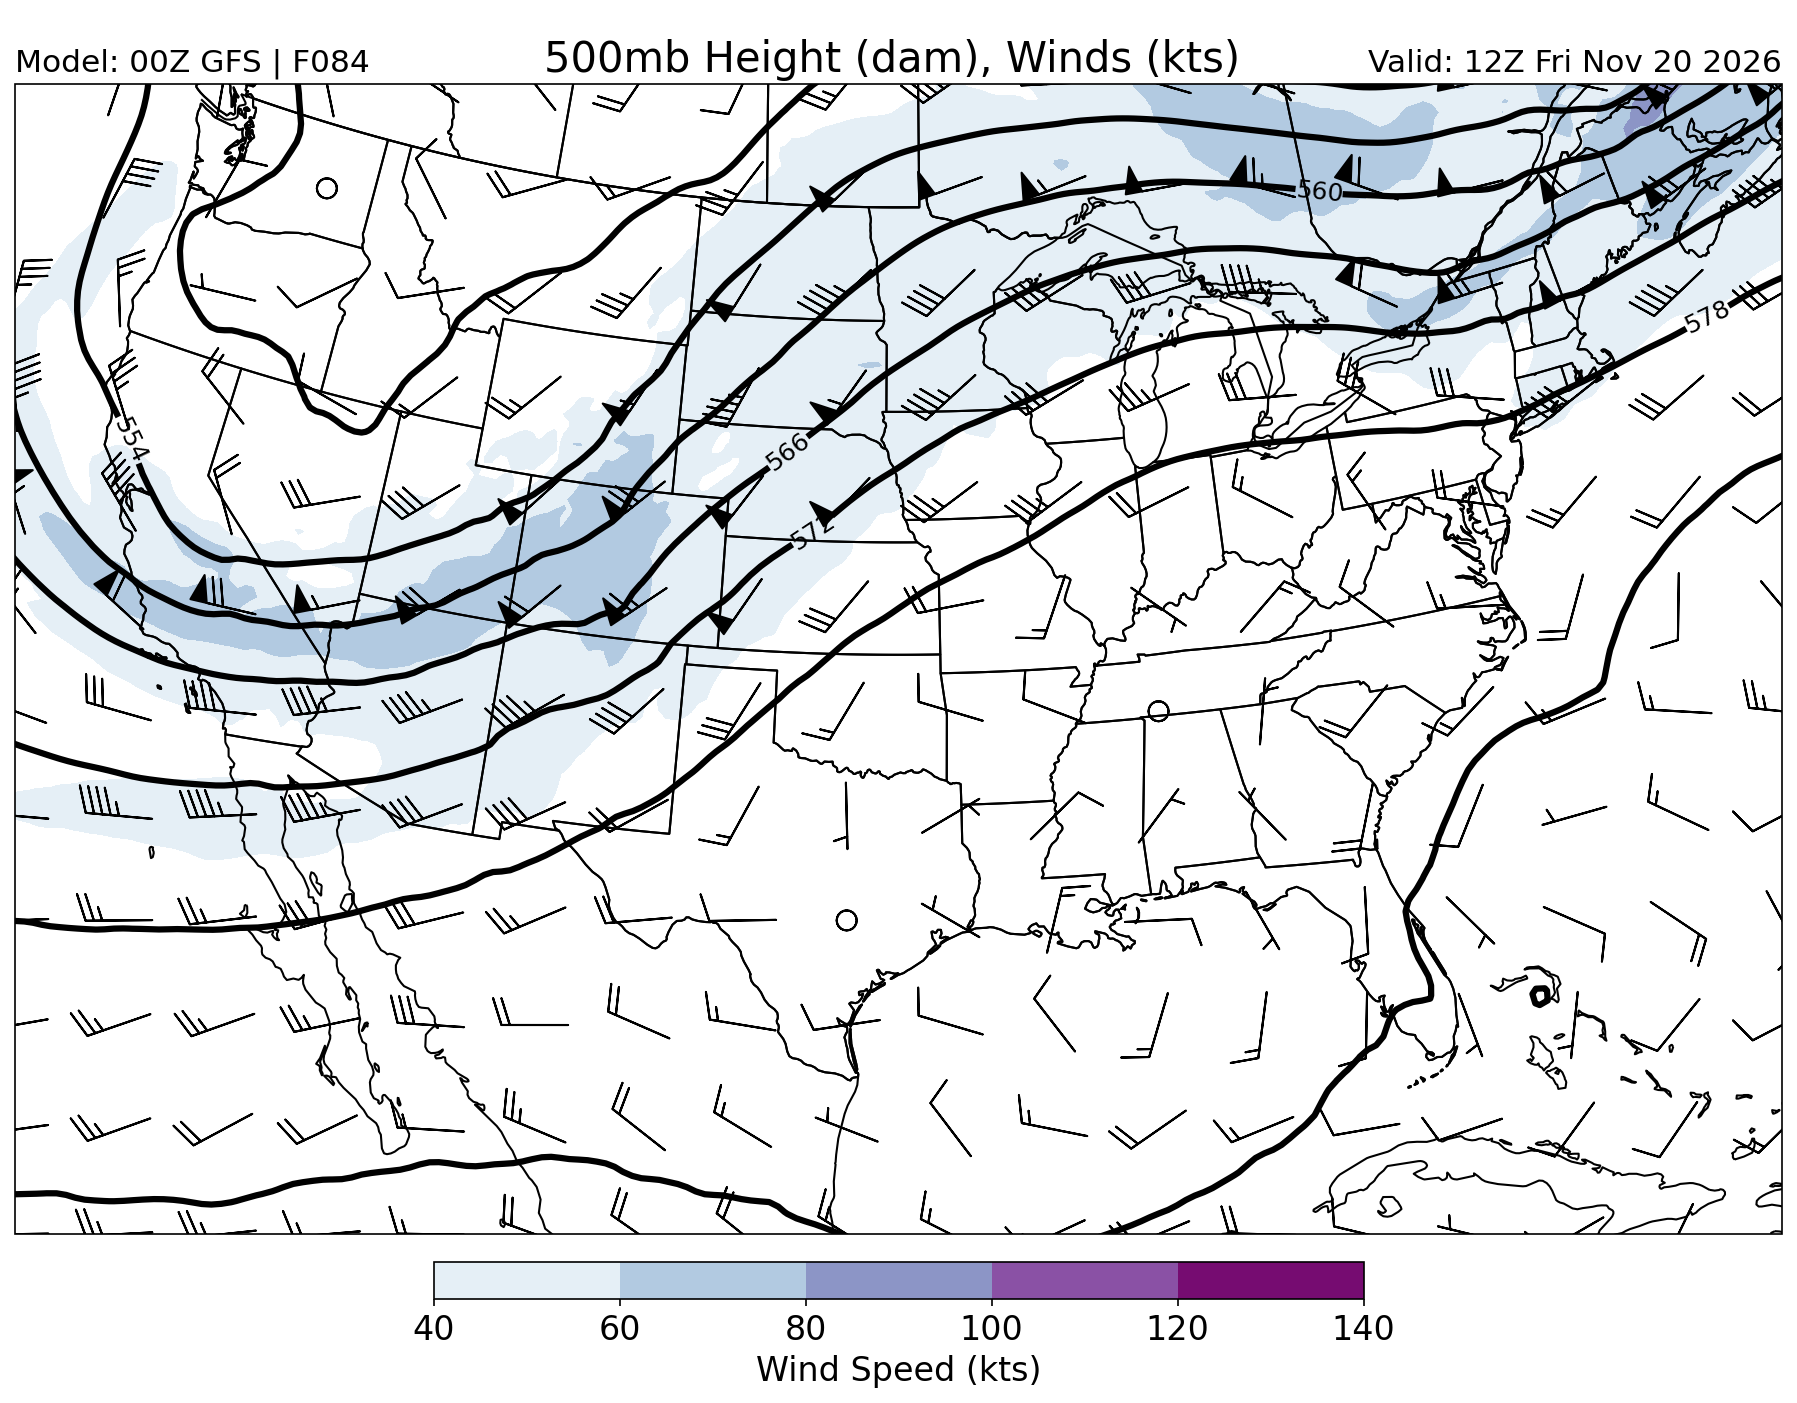 Model: 00Z GFS | F084
500mb Height (dam), Winds (kts)
Valid: 12Z Fri Nov 20 2026
560
578
554
566
572
40 60 80 100 120 140
Wind Speed (kts)